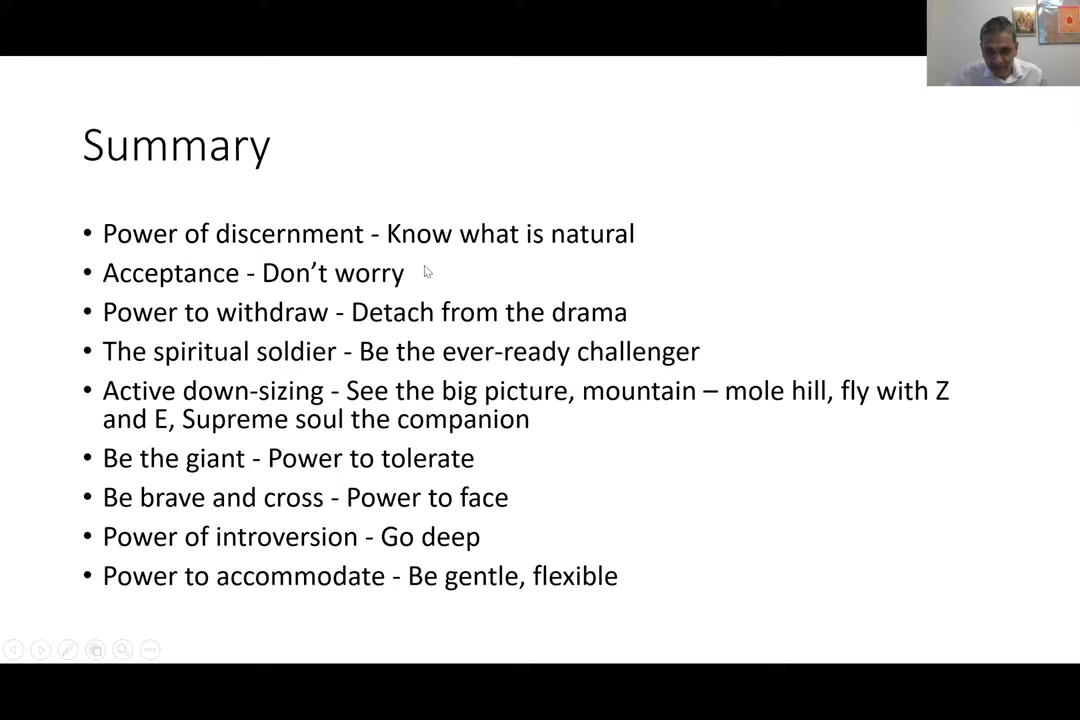 Summary
• Power of discernment - Know what is natural
• Acceptance - Don’t worry
• Power to withdraw - Detach from the drama
• The spiritual soldier - Be the ever-ready challenger
• Active down-sizing - See the big picture, mountain – mole hill, fly with Z
and E, Supreme soul the companion
• Be the giant - Power to tolerate
• Be brave and cross - Power to face
• Power of introversion - Go deep
• Power to accommodate - Be gentle, flexible